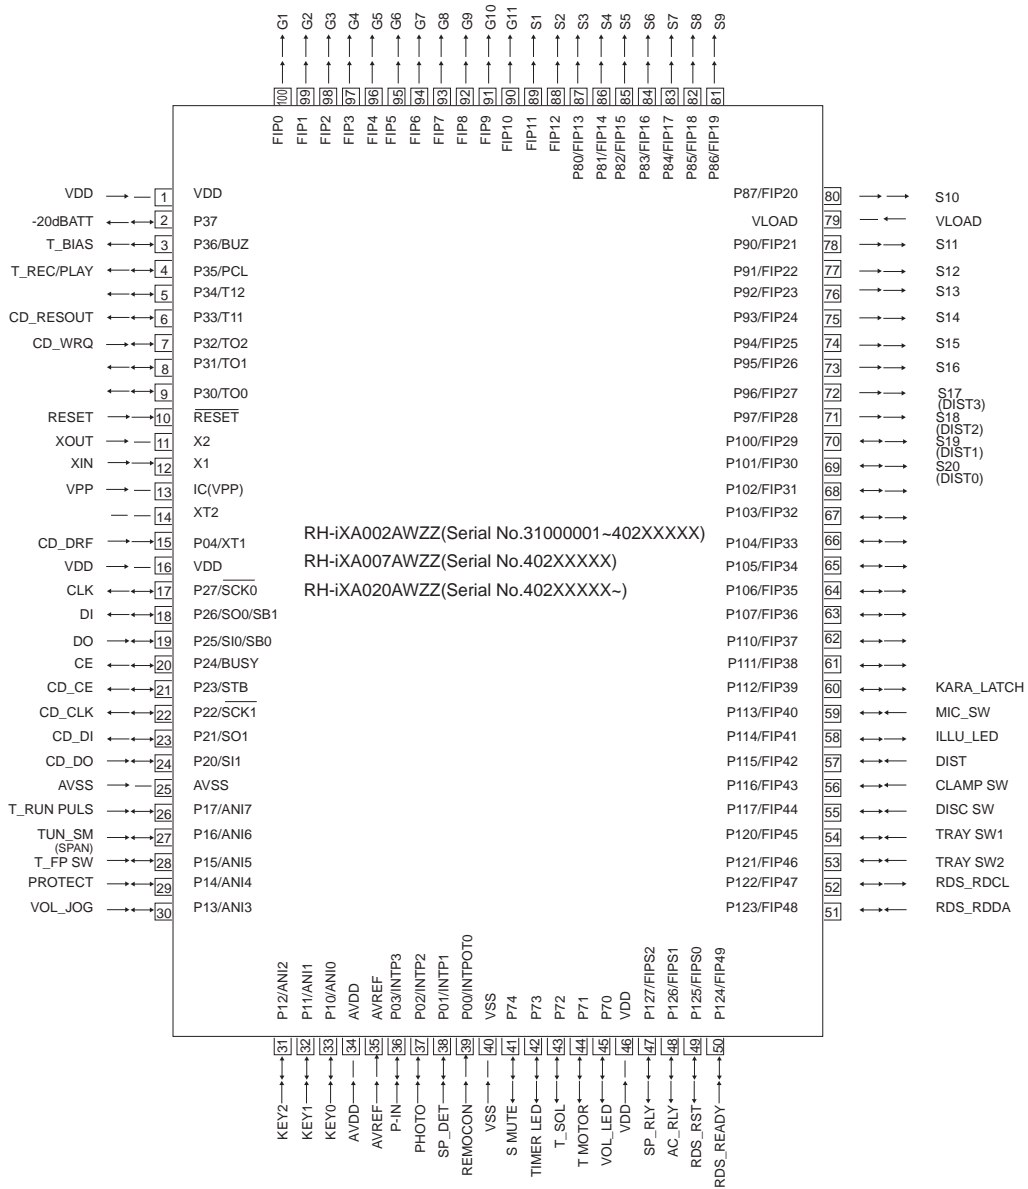 G1 G2 G3 G4 G5 G6 G7 G8 G9 G10 G11 S1 S2 S3 S4 S5 S6 S7 S8 S9
100 99 98 97 96 95 94 93 92 91 90 89 88 87 86 85 84 83 82 81
FIP0 FIP1 FIP2 FIP3 FIP4 FIP5 FIP6 FIP7 FIP8 FIP9 FIP10 FIP11 FIP12 P80/FIP13 P81/FIP14 P82/FIP15 P83/FIP16 P84/FIP17 P85/FIP18 P86/FIP19
VDD 1 VDD P87/FIP20 80 S10
-20dBATT 2 P37 VLOAD 79 VLOAD
T_BIAS 3 P36/BUZ P90/FIP21 78 S11
T_REC/PLAY 4 P35/PCL P91/FIP22 77 S12
5 P34/T12 P92/FIP23 76 S13
CD_RESOUT 6 P33/T11 P93/FIP24 75 S14
CD_WRQ 7 P32/TO2 P94/FIP25 74 S15
8 P31/TO1 P95/FIP26 73 S16
9 P30/TO0 P96/FIP27 72 S17
(DIST3)
RESET 10 RESET P97/FIP28 71 S18
(DIST2)
XOUT 11 X2 P100/FIP29 70 S19
(DIST1)
XIN 12 X1 P101/FIP30 69 S20
(DIST0)
VPP 13 IC(VPP) P102/FIP31 68
14 XT2 P103/FIP32 67
RH-iXA002AWZZ(Serial No.31000001~402XXXXX)
CD_DRF 15 P04/XT1 P104/FIP33 66
RH-iXA007AWZZ(Serial No.402XXXXX)
VDD 16 VDD P105/FIP34 65
CLK 17 P27/SCK0 P106/FIP35 64
RH-iXA020AWZZ(Serial No.402XXXXX~)
DI 18 P26/SO0/SB1 P107/FIP36 63
DO 19 P25/SI0/SB0 P110/FIP37 62
CE 20 P24/BUSY P111/FIP38 61
CD_CE 21 P23/STB P112/FIP39 60 KARA_LATCH
CD_CLK 22 P22/SCK1 P113/FIP40 59 MIC_SW
CD_DI 23 P21/SO1 P114/FIP41 58 ILLU_LED
CD_DO 24 P20/SI1 P115/FIP42 57 DIST
AVSS 25 AVSS P116/FIP43 56 CLAMP SW
T_RUN PULS 26 P17/ANI7 P117/FIP44 55 DISC SW
TUN_SM 27 P16/ANI6 P120/FIP45 54 TRAY SW1
(SPAN)
T_FP SW 28 P15/ANI5 P121/FIP46 53 TRAY SW2
PROTECT 29 P14/ANI4 P122/FIP47 52 RDS_RDCL
VOL_JOG 30 P13/ANI3 P123/FIP48 51 RDS_RDDA
P12/ANI2 P11/ANI1 P10/ANI0 AVDD AVREF P03/INTP3 P02/INTP2 P01/INTP1 P00/INTPOT0 VSS P74 P73 P72 P71 P70 VDD P127/FIPS2 P126/FIPS1 P125/FIPS0 P124/FIP49
31 32 33 34 35 36 37 38 39 40 41 42 43 44 45 46 47 48 49 50
KEY2 KEY1 KEY0 AVDD AVREF P-IN PHOTO SP_DET REMOCON VSS S MUTE TIMER LED T_SOL T MOTOR VOL_LED VDD SP_RLY AC_RLY RDS_RST RDS_READY